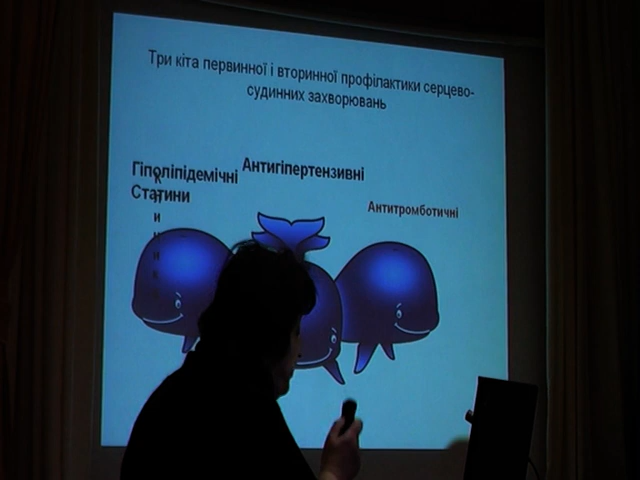 Три кіта первинної і вторинної профілактики серцево-
судинних захворювань
Гіполіпідемічні
Статини
Антигіпертензивні
Антитромботичні